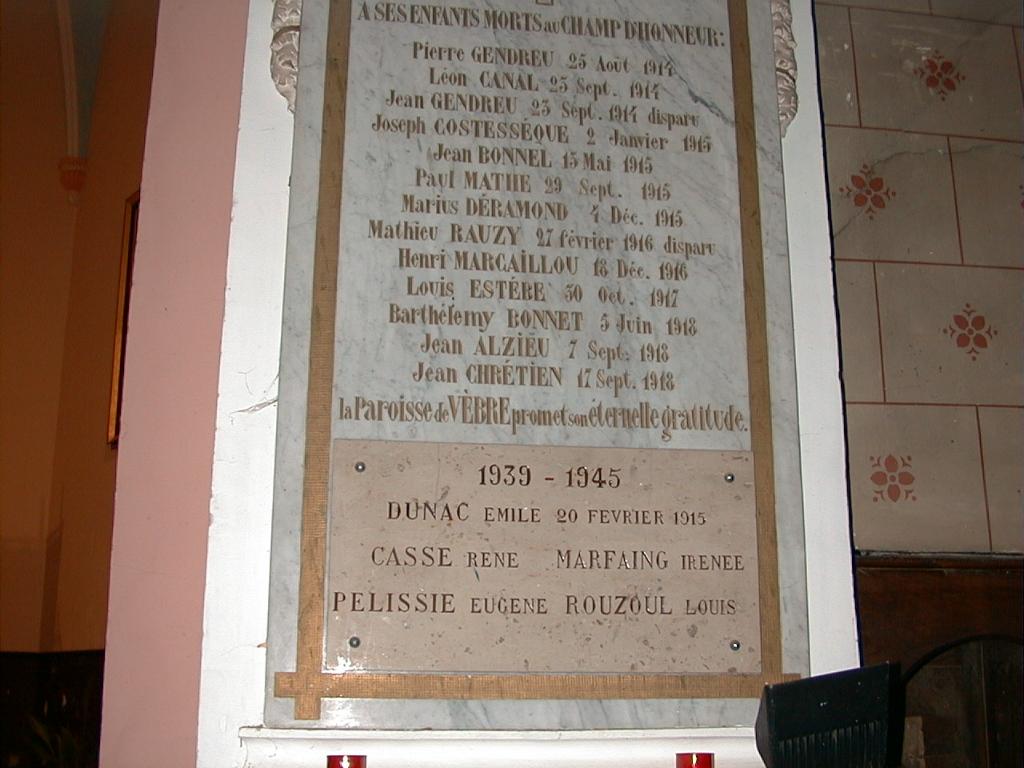 A SES ENFANTS MORTS au CHAMP D'HONNEUR:
Pierre GENDREU 25 Août 1914
Léon CANAL 23 Sept. 1914
Jean GENDREU 23 Sept. 1914 disparu
Joseph COSTESSÉQUE 2 Janvier 1915
Jean BONNEL 15 Mai 1915
Paul MATHE 29 Sept. 1915
Marius DÉRAMOND 4 Déc. 1915
Mathieu RAUZY 27 février 1916 disparu
Henri MARCAILLOU 18 Déc. 1916
Louis ESTÈBE 30 Oct. 1917
Barthélemy BONNET 5 Juin 1918
Jean ALZIEU 7 Sept. 1918
Jean CHRÉTIEN 17 Sept. 1918
la Paroisse de VÈBRE promet son éternelle gratitude.
1939 - 1945
DUNAC EMILE 20 FEVRIER 1915
CASSE RENE MARFAING IRENEE
PELISSIE EUGENE ROUZOUL LOUIS